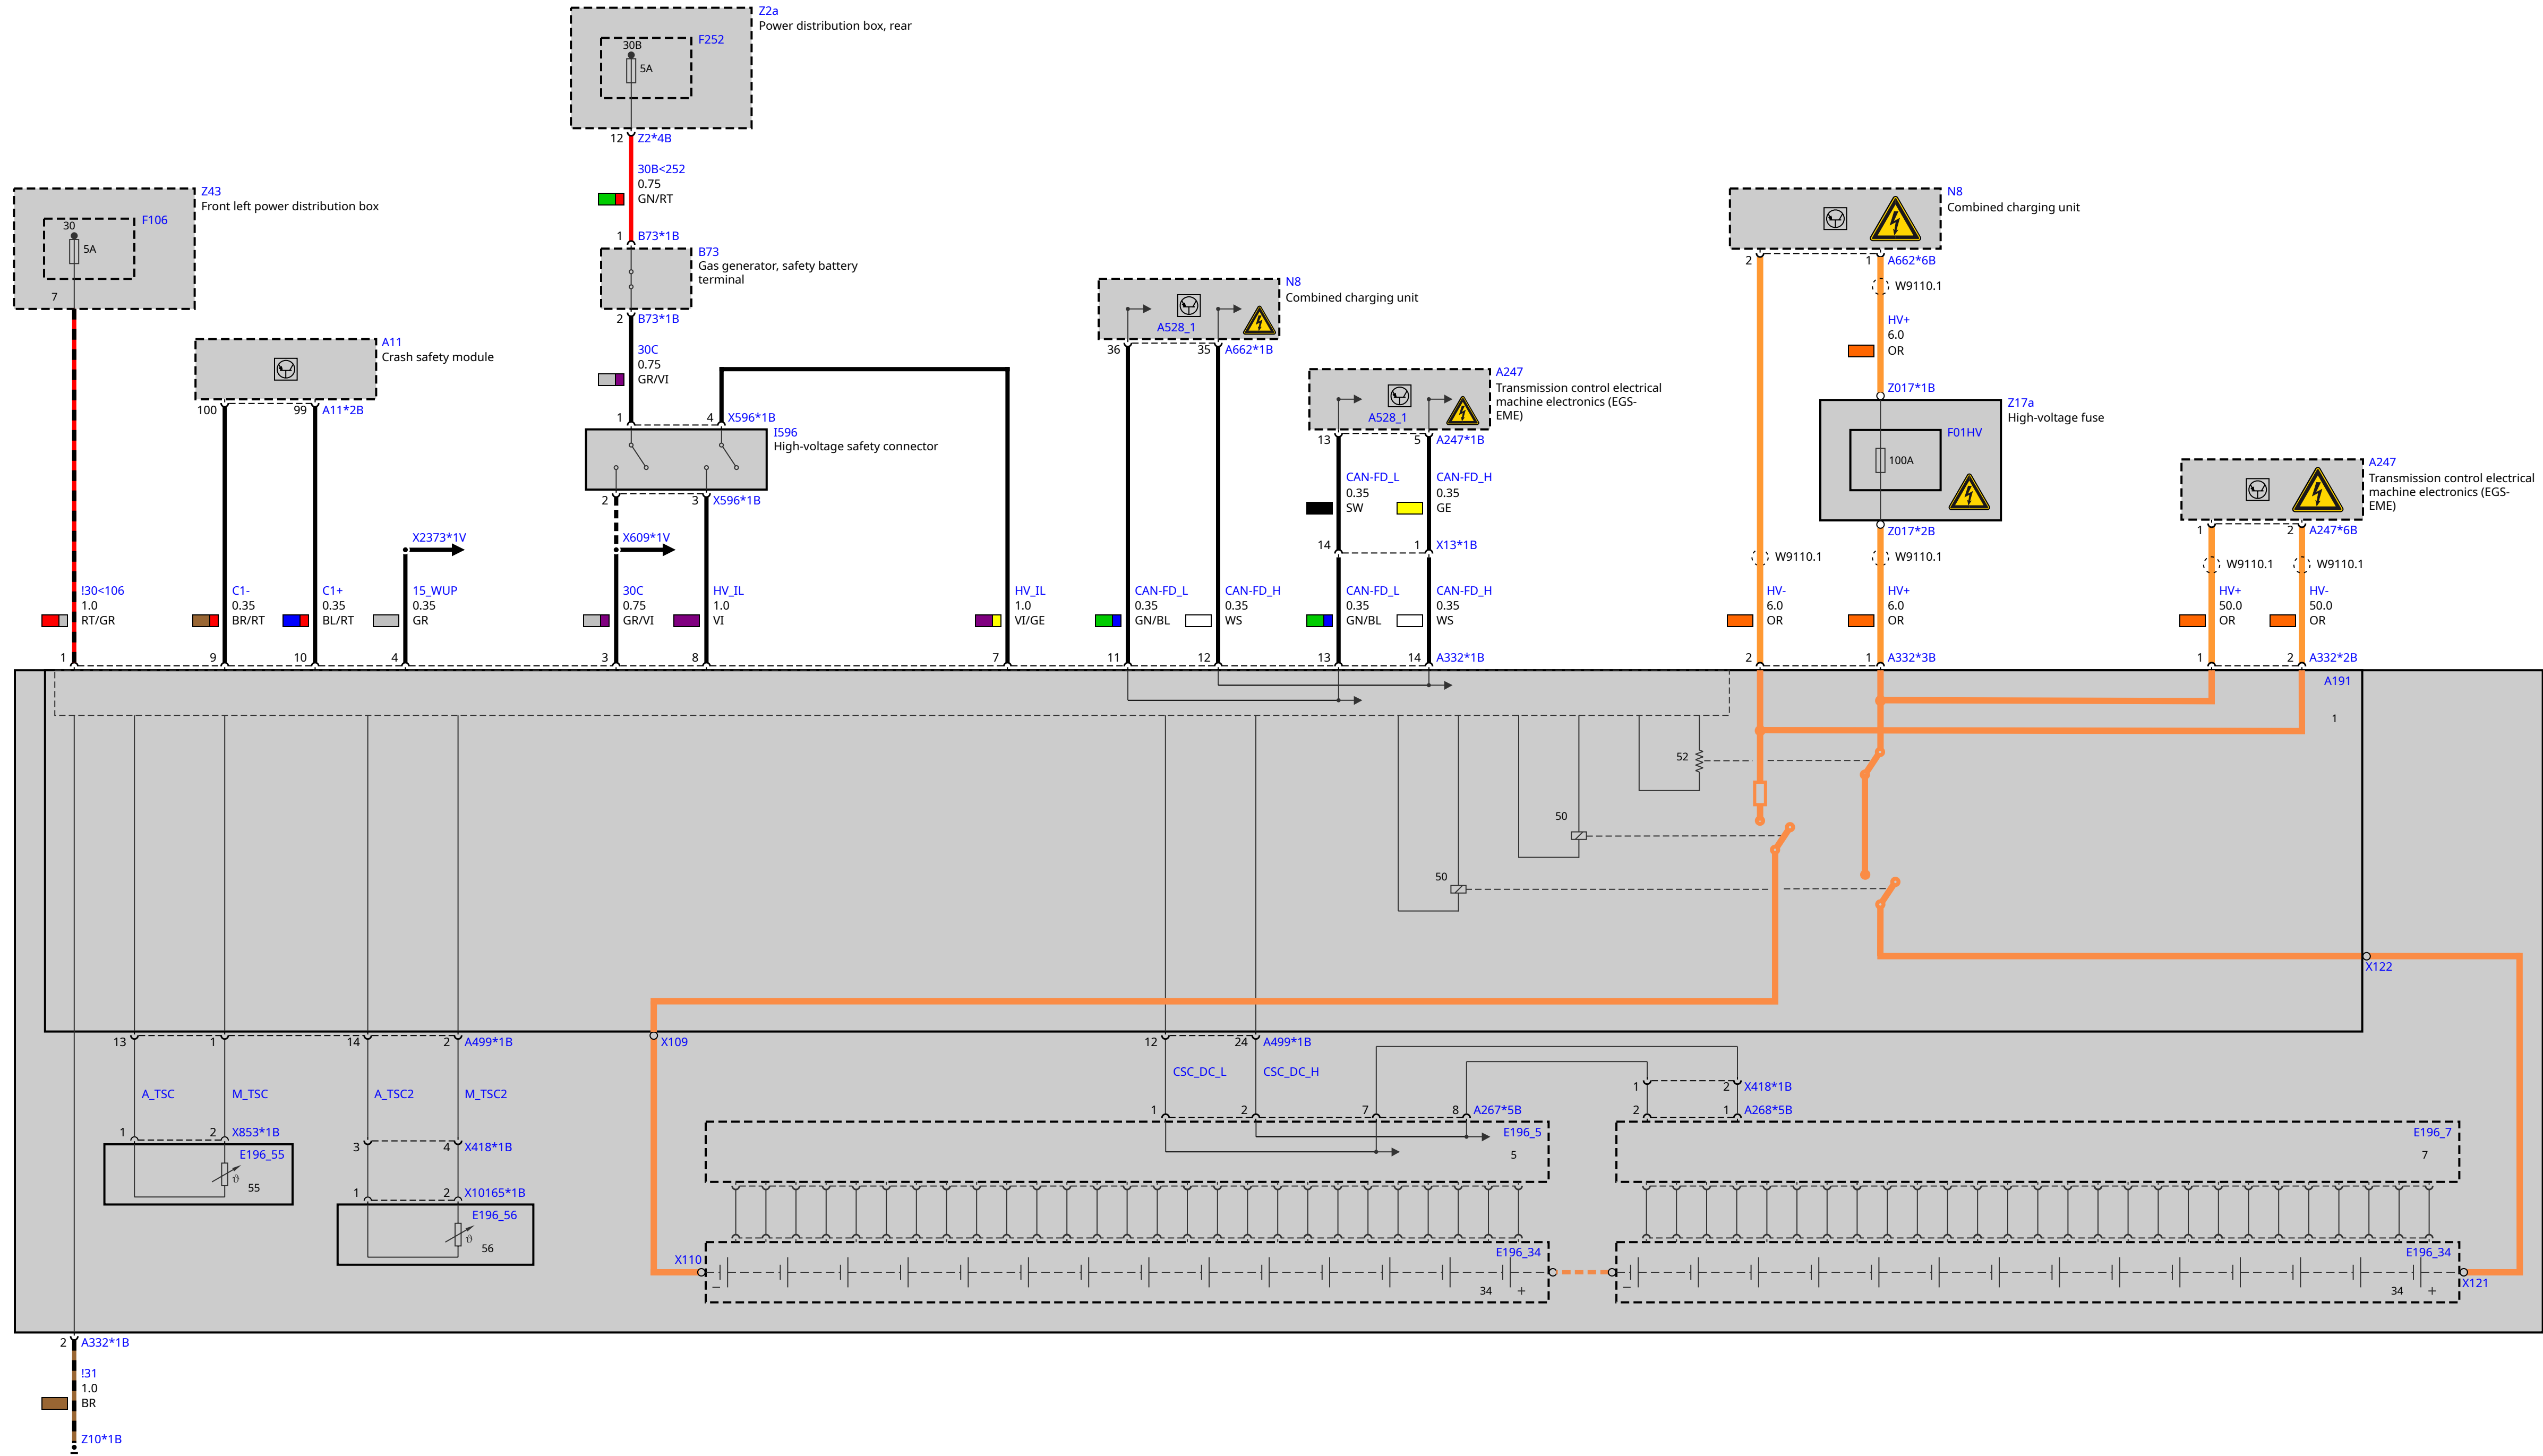 Z2a
Power distribution box, rear
F252
30B
5A
12
Z2*4B
30B<252
0.75
GN/RT
1
B73*1B
B73
Gas generator, safety battery
terminal
2
B73*1B
30C
0.75
GR/VI
1
4
X596*1B
I596
High-voltage safety connector
2
3
X596*1B
X609*1V
Z43
Front left power distribution box
F106
30
5A
7
A11
Crash safety module
100
99
A11*2B
X2373*1V
N8
Combined charging unit
A528_1
36
35
A662*1B
A247
Transmission control electrical
machine electronics (EGS-
EME)
A528_1
13
5
A247*1B
CAN-FD_L
0.35
SW
CAN-FD_H
0.35
GE
14
1
X13*1B
N8
Combined charging unit
2
1
A662*6B
W9110.1
HV+
6.0
OR
Z017*1B
Z17a
High-voltage fuse
F01HV
100A
Z017*2B
W9110.1
W9110.1
A247
Transmission control electrical
machine electronics (EGS-
EME)
1
2
A247*6B
W9110.1
W9110.1
!30<106
1.0
RT/GR
C1-
0.35
BR/RT
C1+
0.35
BL/RT
15_WUP
0.35
GR
30C
0.75
GR/VI
HV_IL
1.0
VI
HV_IL
1.0
VI/GE
CAN-FD_L
0.35
GN/BL
CAN-FD_H
0.35
WS
CAN-FD_L
0.35
GN/BL
CAN-FD_H
0.35
WS
HV-
6.0
OR
HV+
6.0
OR
HV+
50.0
OR
HV-
50.0
OR
1
9
10
4
3
8
7
11
12
13
14
A332*1B
2
1
A332*3B
1
2
A332*2B
A191
1
52
50
50
X122
13
1
14
2
A499*1B
X109
12
24
A499*1B
A_TSC
M_TSC
A_TSC2
M_TSC2
CSC_DC_L
CSC_DC_H
1
2
X418*1B
1
2
7
8
A267*5B
2
1
A268*5B
1
2
X853*1B
E196_55
ϑ
55
3
4
X418*1B
1
2
X10165*1B
E196_56
ϑ
56
E196_5
5
E196_7
7
X110
E196_34
−
34
+
E196_34
−
34
+
X121
2
A332*1B
!31
1.0
BR
Z10*1B